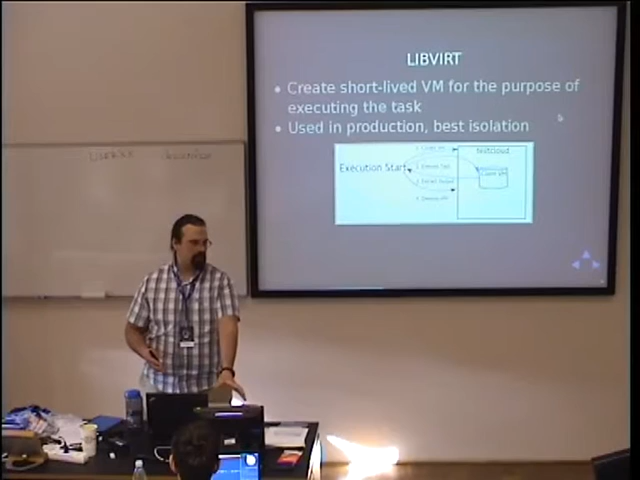 LIBVIRT
• Create short-lived VM for the purpose of
executing the task
• Used in production, best isolation
testcloud
Execution Start